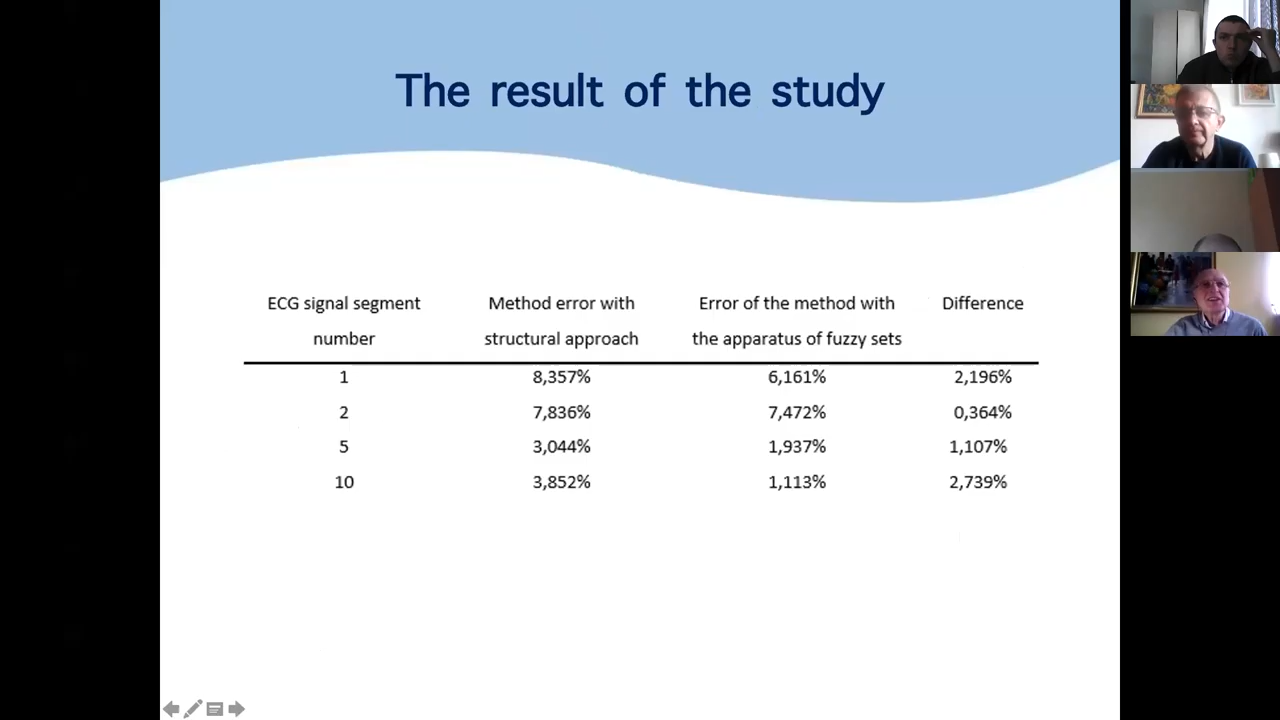 The result of the study
ECG signal segment number
Method error with structural approach
Error of the method with the apparatus of fuzzy sets
Difference
1 8,357% 6,161% 2,196%
2 7,836% 7,472% 0,364%
5 3,044% 1,937% 1,107%
10 3,852% 1,113% 2,739%